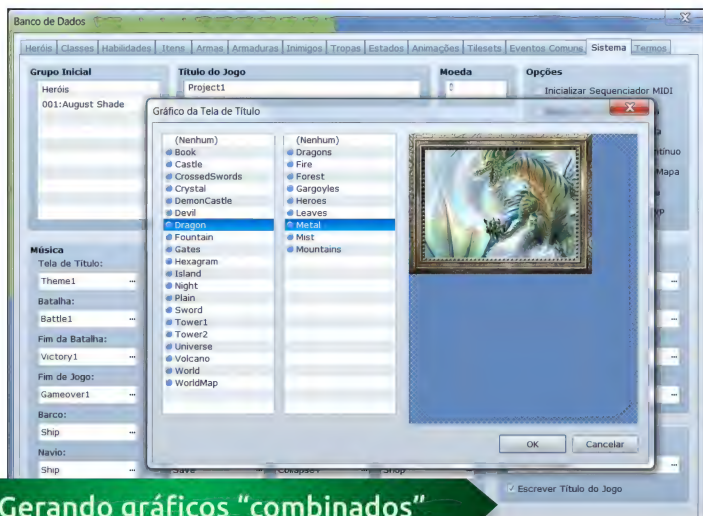 Banco de Dados
Heróis Classes Habilidades Itens Armas Armaduras Inimigos Tropas Estados Animações Tilesets Eventos Comuns Sistema Termos
Grupo Inicial
Heróis
001:August Shade
Título do Jogo
Project1
Moeda
Opções
Inicializar Sequenciador MIDI
Gráfico da Tela de Título
(Nenhum)
Book
Castle
CrossedSwords
Crystal
DemonCastle
Devil
Dragon
Fountain
Gates
Hexagram
Island
Night
Plain
Sword
Tower1
Tower2
Universe
Volcano
World
WorldMap
(Nenhum)
Dragons
Fire
Forest
Gargoyles
Heroes
Leaves
Metal
Mist
Mountains
Mapa
OK
Cancelar
Música
Tela de Título:
Theme1
Batalha:
Battle1
Fim da Batalha:
Victory1
Fim de Jogo:
Gameover1
Barco:
Ship
Navio:
Ship
Save
Collapse4
Shop
Escrever Título do Jogo
Gerando gráficos "combinados"